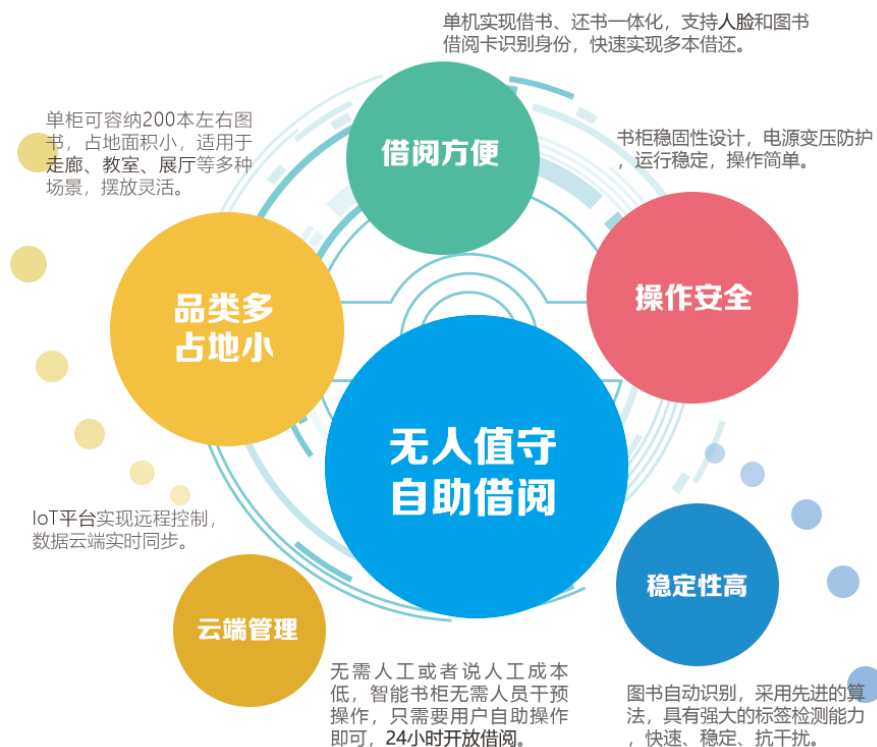 单机实现借书、还书一体化，支持人脸和图书
借阅卡识别身份，快速实现多本借还。
借阅方便
单柜可容纳200本左右图
书，占地面积小，适用于
走廊、教室、展厅等多种
场景，摆放灵活。
品类多
占地小
书柜稳固性设计，电源变压防护
，运行稳定，操作简单。
操作安全
无人值守
自助借阅
IoT平台实现远程控制，
数据云端实时同步。
云端管理
稳定性高
无需人工或者说人工成本
低，智能书柜无需人员干预
操作，只需要用户自助操作
即可，24小时开放借阅。
图书自动识别，采用先进的算
法，具有强大的标签检测能力
，快速、稳定、抗干扰。